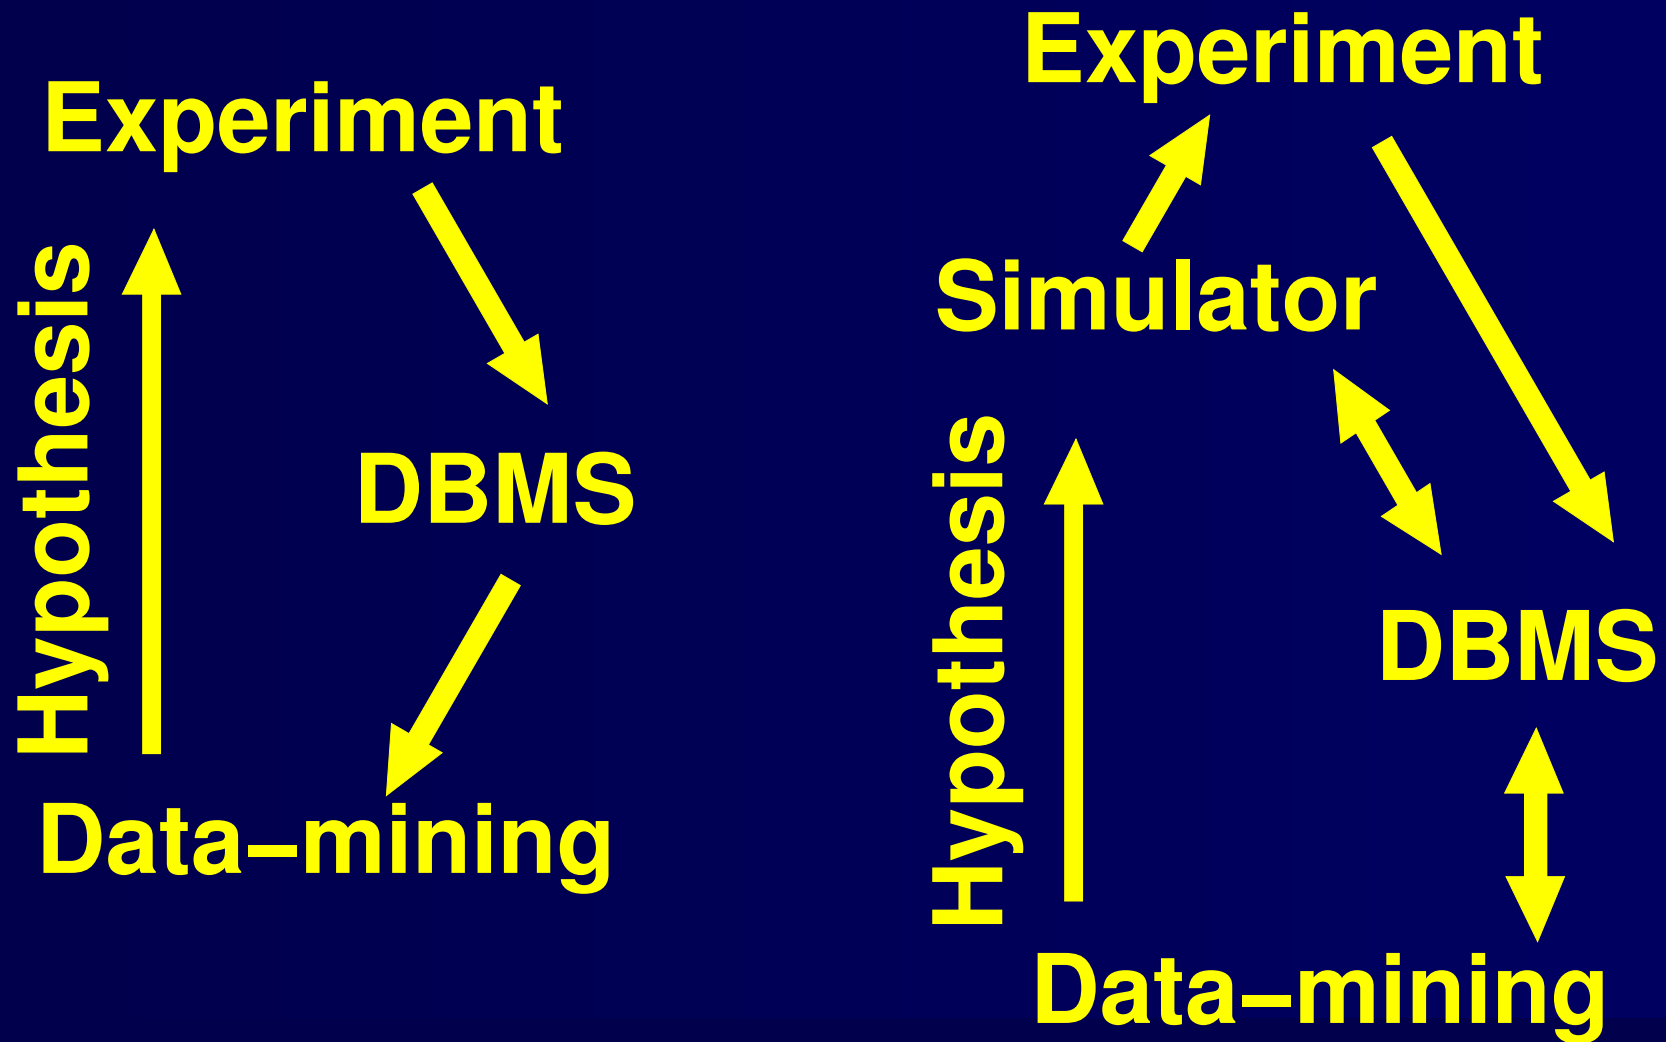 Experiment
Hypothesis
DBMS
Data–mining
Experiment
Simulator
Hypothesis
DBMS
Data–mining